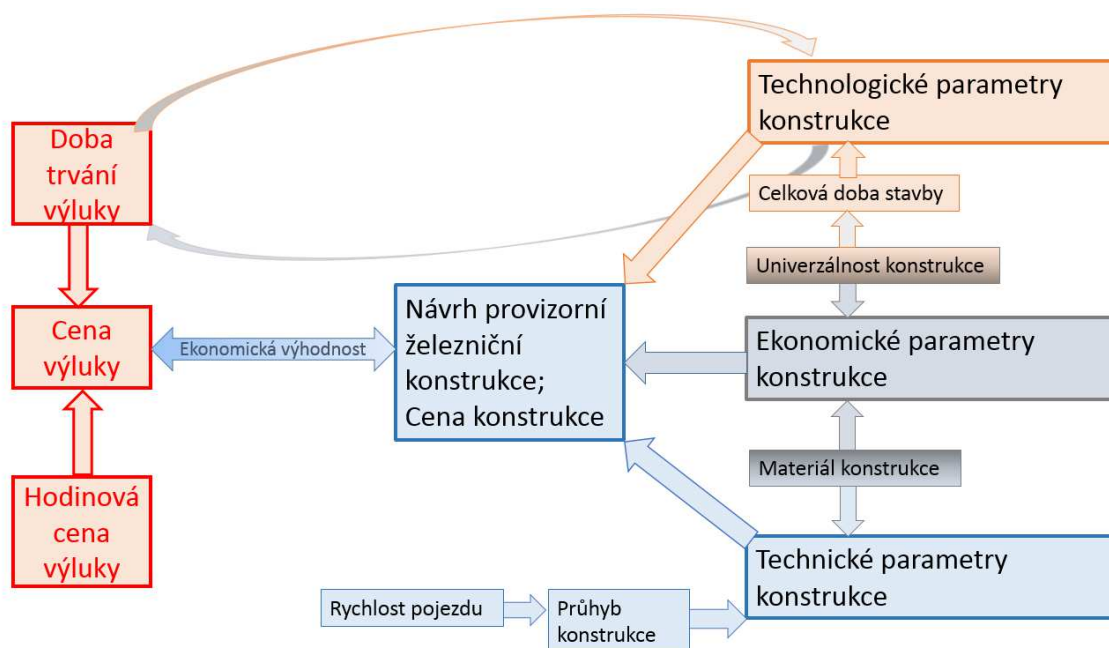 Technologické parametry
konstrukce
Doba
trvání
výluky
Celková doba stavby
Univerzálnost konstrukce
Návrh provizorní
železniční
konstrukce;
Cena konstrukce
Cena
výluky
Ekonomická výhodnost
Ekonomické parametry
konstrukce
Materiál konstrukce
Hodinová
cena
výluky
Technické parametry
konstrukce
Rychlost pojezdu
Průhyb
konstrukce